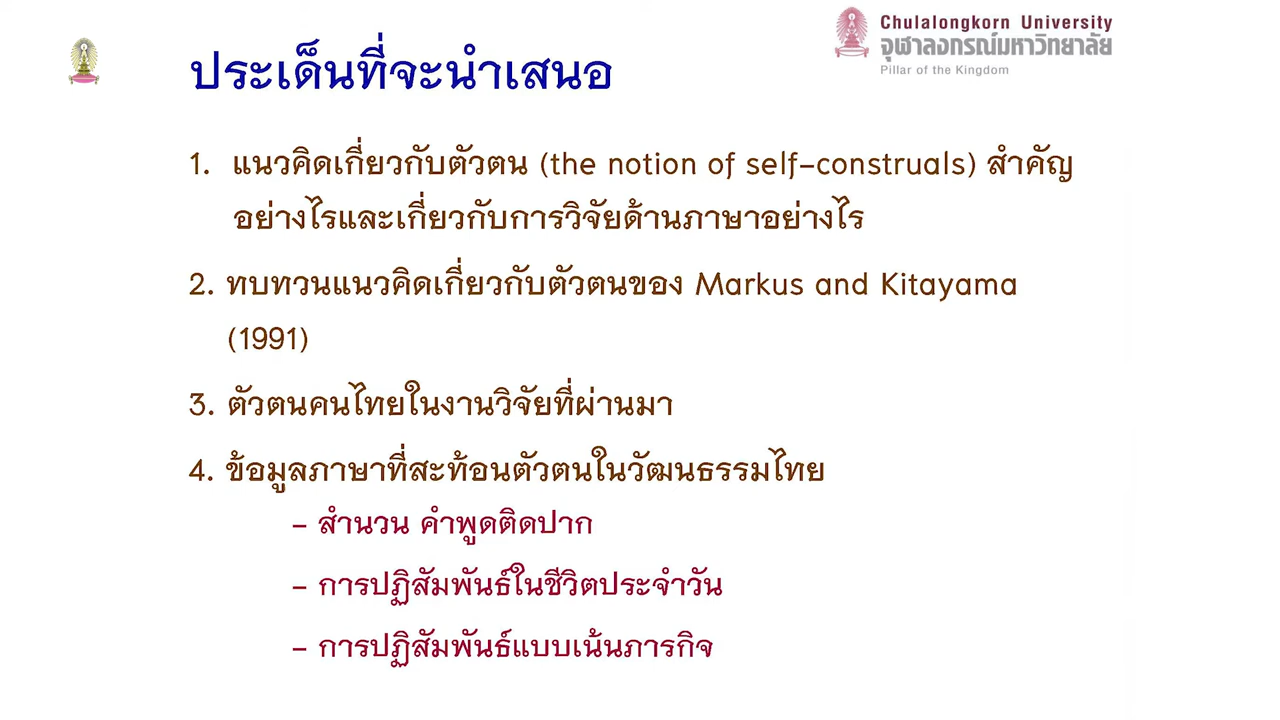 Chulalongkorn University
จุฬาลงกรณ์มหาวิทยาลัย
Pillar of the Kingdom
ประเด็นที่จะนำเสนอ
1. แนวคิดเกี่ยวกับตัวตน (the notion of self-construals) สำคัญ
อย่างไรและเกี่ยวกับการวิจัยด้านภาษาอย่างไร
2. ทบทวนแนวคิดเกี่ยวกับตัวตนของ Markus and Kitayama
(1991)
3. ตัวตนคนไทยในงานวิจัยที่ผ่านมา
4. ข้อมูลภาษาที่สะท้อนตัวตนในวัฒนธรรมไทย
– สำนวน คำพูดติดปาก
– การปฏิสัมพันธ์ในชีวิตประจำวัน
– การปฏิสัมพันธ์แบบเน้นภารกิจ